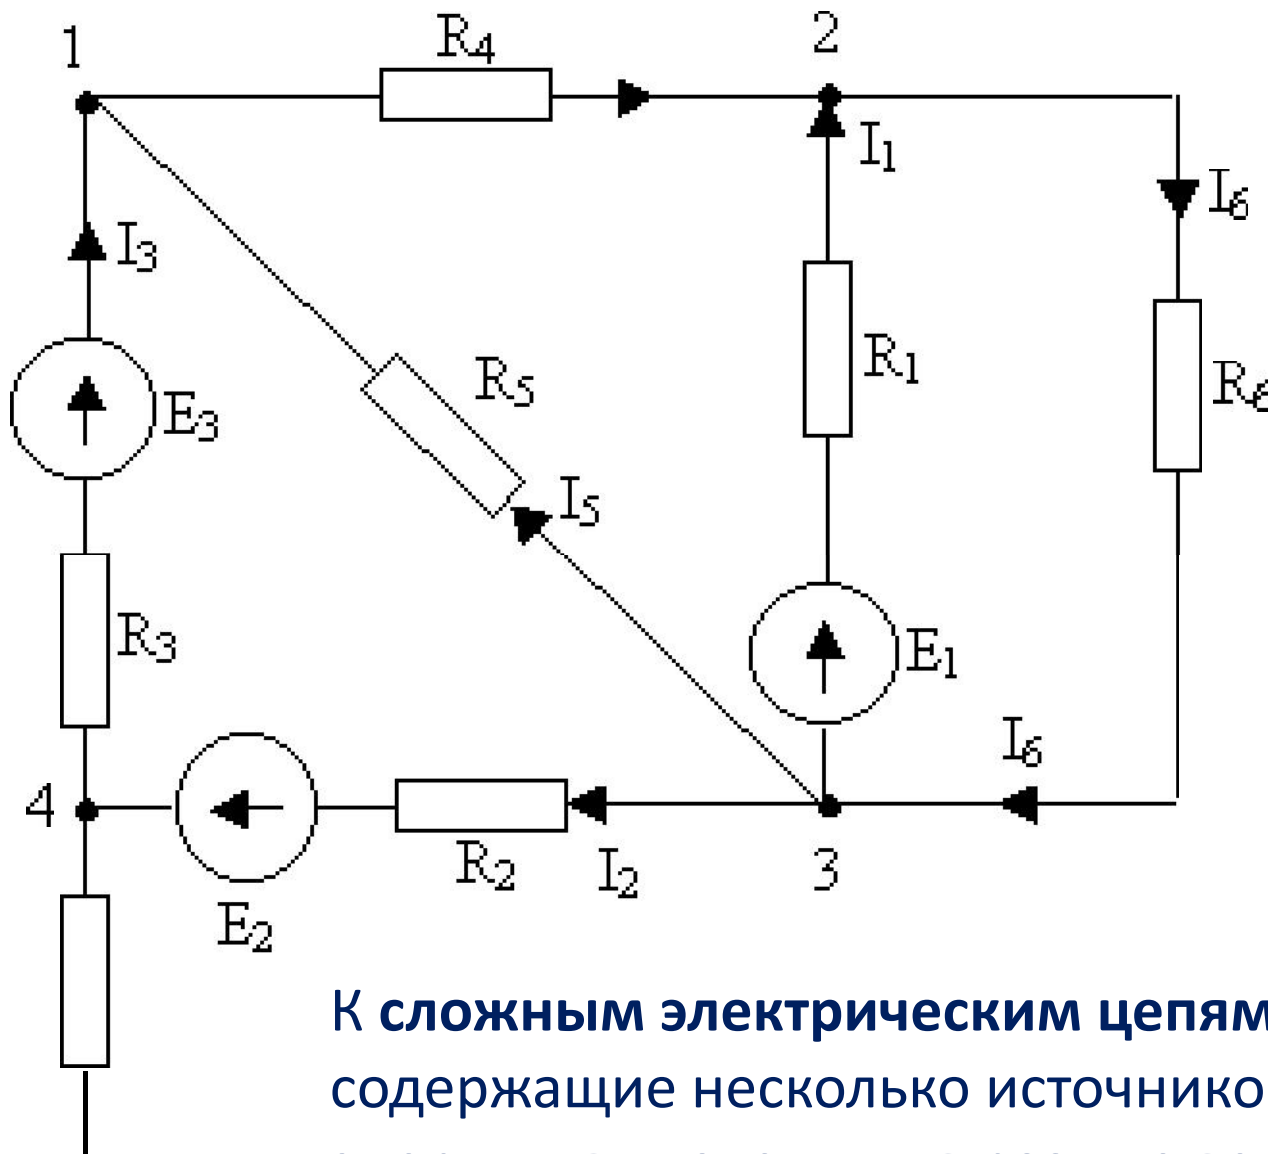 1
R4
2
I1
I6
I3
R5
R1
R6
E3
I5
R3
E1
I6
4
R2
I2
3
E2
К сложным электрическим цепям
содержащие несколько источнико